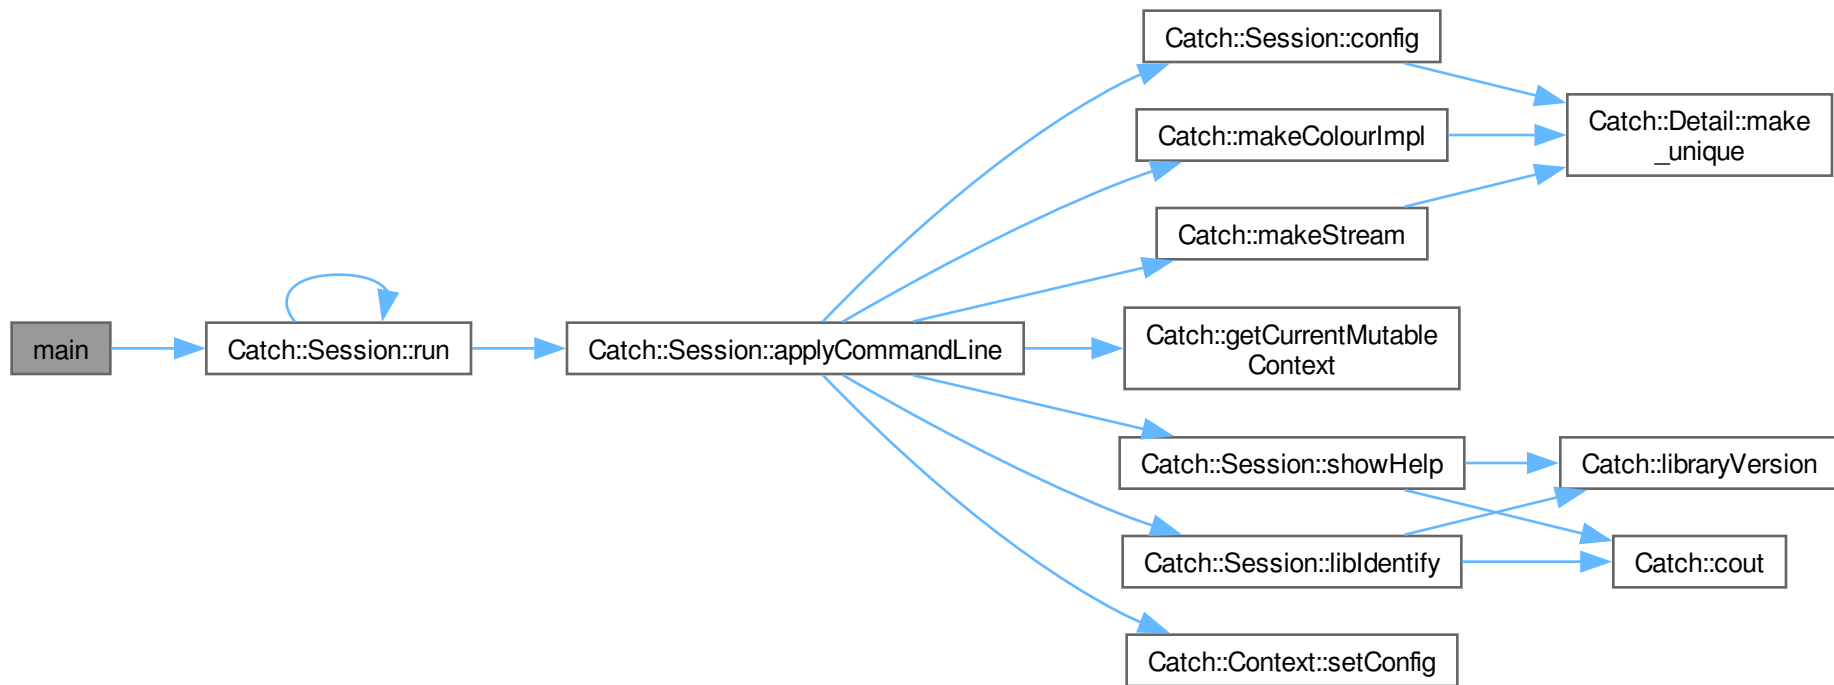 main
Catch::Session::run
Catch::Session::applyCommandLine
Catch::Session::config
Catch::makeColourImpl
Catch::makeStream
Catch::getCurrentMutable
Context
Catch::Session::showHelp
Catch::Session::libIdentify
Catch::Context::setConfig
Catch::Detail::make
_unique
Catch::libraryVersion
Catch::cout